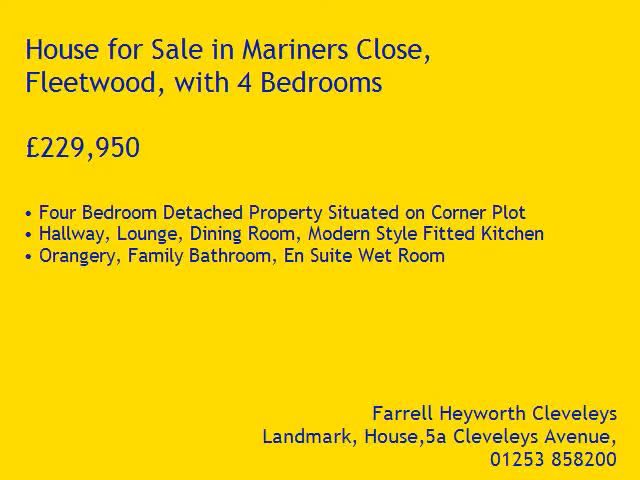 House for Sale in Mariners Close,
Fleetwood, with 4 Bedrooms
£229,950
• Four Bedroom Detached Property Situated on Corner Plot
• Hallway, Lounge, Dining Room, Modern Style Fitted Kitchen
• Orangery, Family Bathroom, En Suite Wet Room
Farrell Heyworth Cleveleys
Landmark, House,5a Cleveleys Avenue,
01253 858200